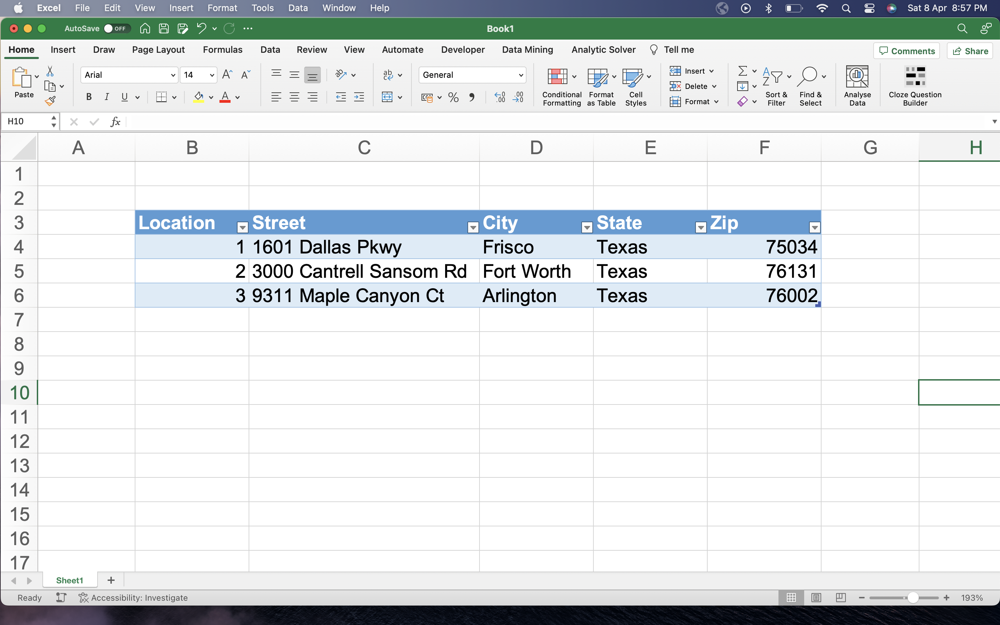 Excel File Edit View Insert Format Tools Data Window Help Sat 8 Apr 8:57 PM
AutoSave OFF Book1
Home Insert Draw Page Layout Formulas Data Review View Automate Developer Data Mining Analytic Solver Tell me Comments Share
Paste Arial 14 General Conditional Formatting Format as Table Cell Styles Insert Delete Format Sort & Filter Find & Select Analyse Data Cloze Question Builder
H10 fx
A B C D E F G H
1
2
3 Location Street City State Zip
4 1 1601 Dallas Pkwy Frisco Texas 75034
5 2 3000 Cantrell Sansom Rd Fort Worth Texas 76131
6 3 9311 Maple Canyon Ct Arlington Texas 76002
7
8
9
10
11
12
13
14
15
16
17
Sheet1 +
Ready Accessibility: Investigate 193%